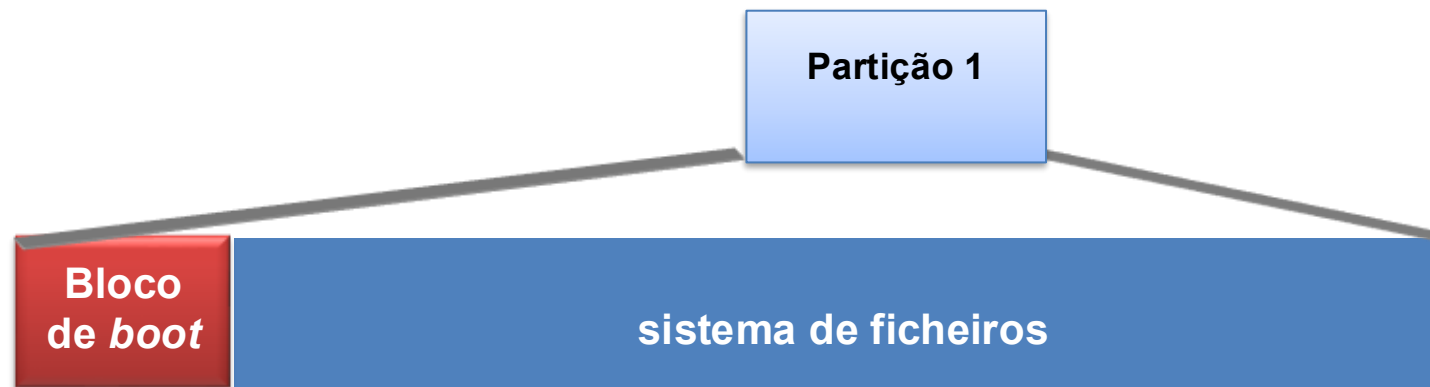 Partição 1
Bloco
de boot
sistema de ficheiros